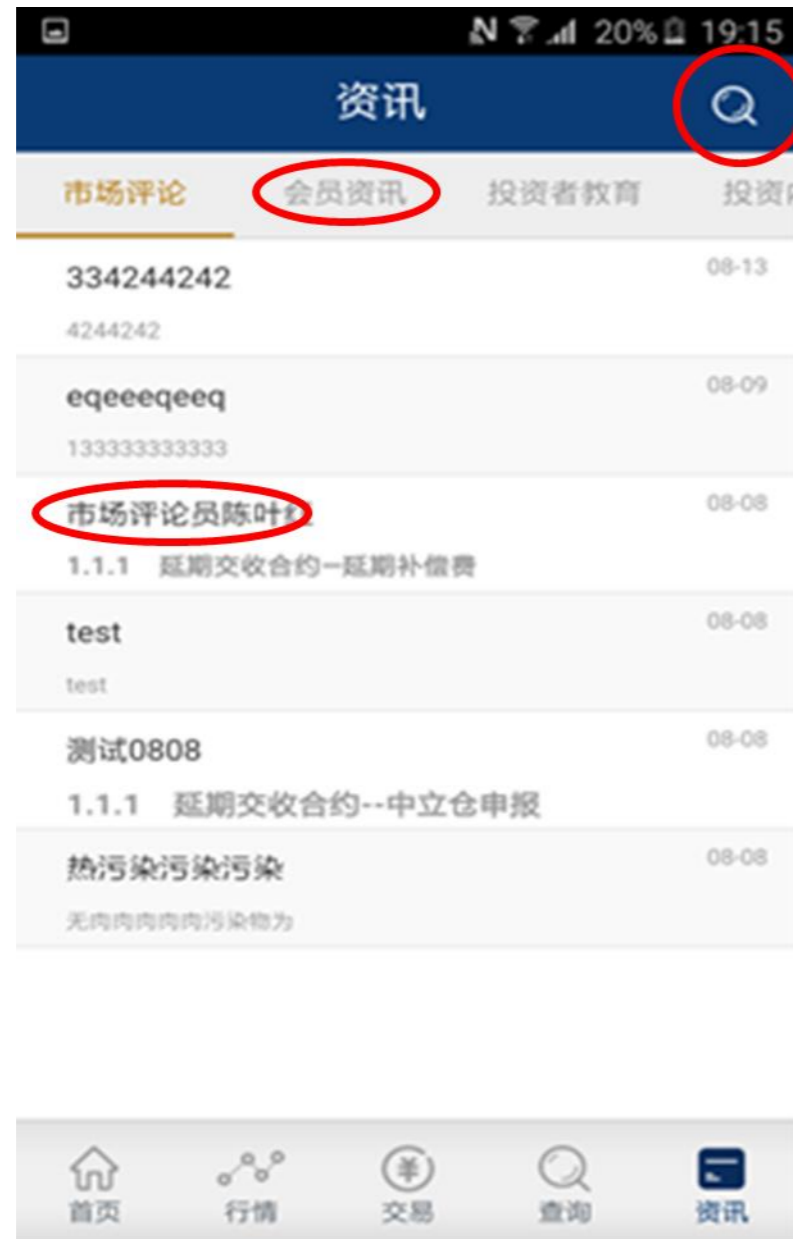 20% 19:15
资讯
市场评论 会员资讯 投资者教育 投资
334244242 08-13
4244242
eqeeeqeeq 08-09
133333333333
市场评论员陈叶 08-08
1.1.1 延期交收合约—延期补偿费
test 08-08
test
测试0808 08-08
1.1.1 延期交收合约--中立仓申报
热污染污染污染 08-08
无肉肉肉肉肉污染物为
首页 行情 交易 查询 资讯